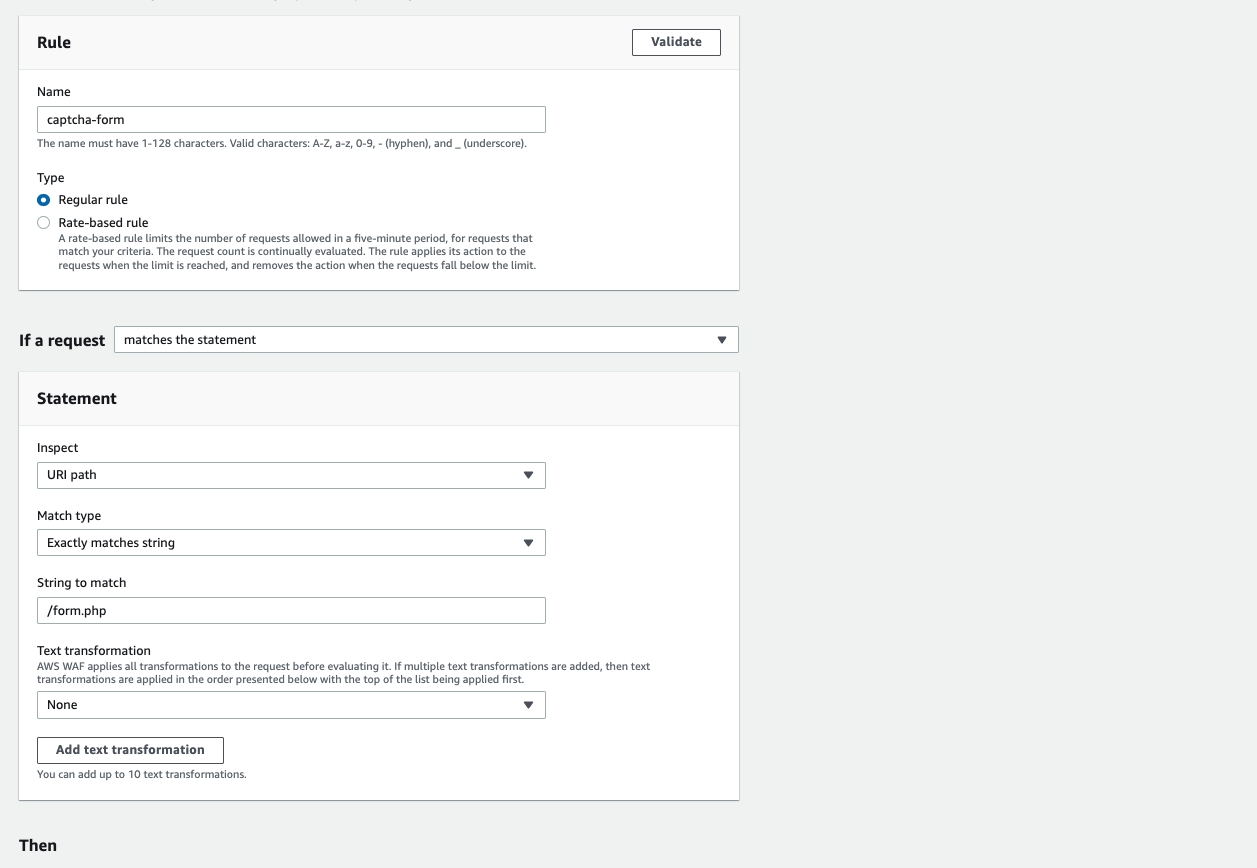 Rule
Validate
Name
captcha-form
The name must have 1-128 characters. Valid characters: A-Z, a-z, 0-9, - (hyphen), and _ (underscore).
Type
Regular rule
Rate-based rule
A rate-based rule limits the number of requests allowed in a five-minute period, for requests that
match your criteria. The request count is continually evaluated. The rule applies its action to the
requests when the limit is reached, and removes the action when the requests fall below the limit.
If a request
matches the statement
Statement
Inspect
URI path
Match type
Exactly matches string
String to match
/form.php
Text transformation
AWS WAF applies all transformations to the request before evaluating it. If multiple text transformations are added, then text
transformations are applied in the order presented below with the top of the list being applied first.
None
Add text transformation
You can add up to 10 text transformations.
Then